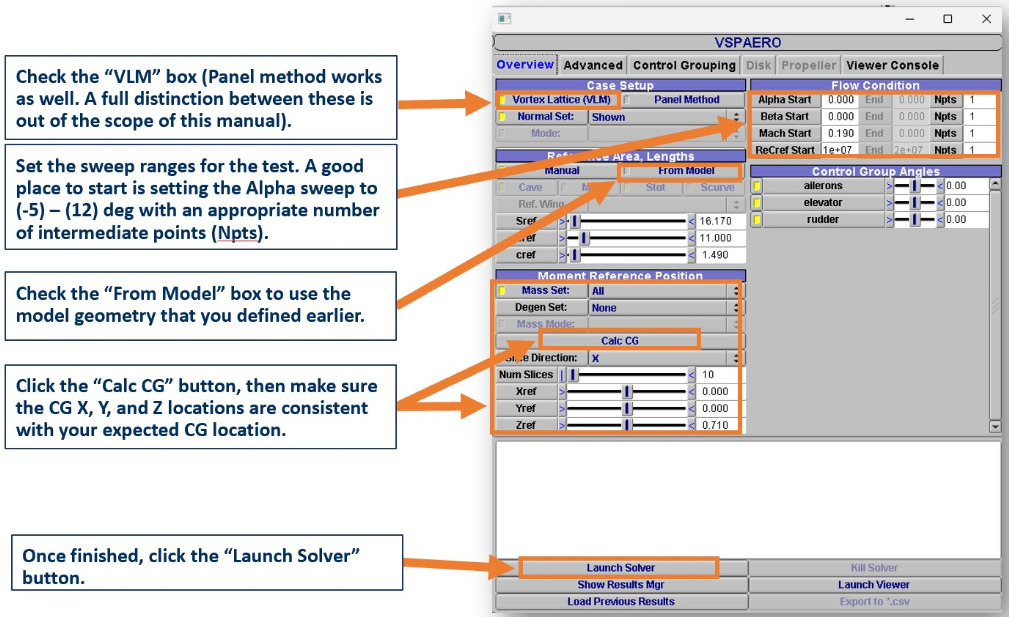 Check the “VLM” box (Panel method works
as well. A full distinction between these is
out of the scope of this manual).
Set the sweep ranges for the test. A good
place to start is setting the Alpha sweep to
(-5) – (12) deg with an appropriate number
of intermediate points (Npts).
Check the “From Model” box to use the
model geometry that you defined earlier.
Click the “Calc CG” button, then make sure
the CG X, Y, and Z locations are consistent
with your expected CG location.
Once finished, click the “Launch Solver”
button.
VSPAERO
Overview Advanced Control Grouping Disk Propeller Viewer Console
Case Setup
Vortex Lattice (VLM) Panel Method
Normal Set: Shown
Mode:
Reference Area, Lengths
Manual From Model
Cave Stot Scurve
Ref. Wing
Sref 16.170
11.000
cref 1.490
Moment Reference Position
Mass Set: All
Degen Set: None
Mass Mode:
Calc CG
Direction: X
Num Slices 10
Xref 0.000
Yref 0.000
Zref 0.710
Flow Condition
Alpha Start 0.000 End 0.000 Npts 1
Beta Start 0.000 End 0.000 Npts 1
Mach Start 0.190 End 0.000 Npts 1
ReCref Start 1e+07 End 2e+07 Npts 1
Control Group Angles
ailerons > < 0.00
elevator > < 0.00
rudder > < 0.00
Launch Solver Kill Solver
Show Results Mgr Launch Viewer
Load Previous Results Export to *.csv